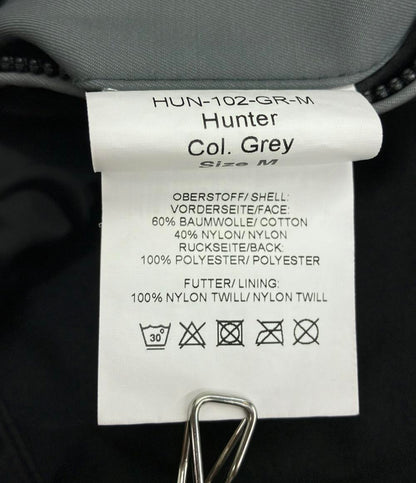 HUN-102-GR-M
Hunter
Col. Grey
Size M
OBERSTOFF/ SHELL:
VORDERSEITE/FACE:
60% BAUMWOLLE/ COTTON
40% NYLON/ NYLON
RUCKSEITE/BACK:
100% POLYESTER/ POLYESTER
FUTTER/ LINING:
100% NYLON TWILL/ NYLON TWILL
30°